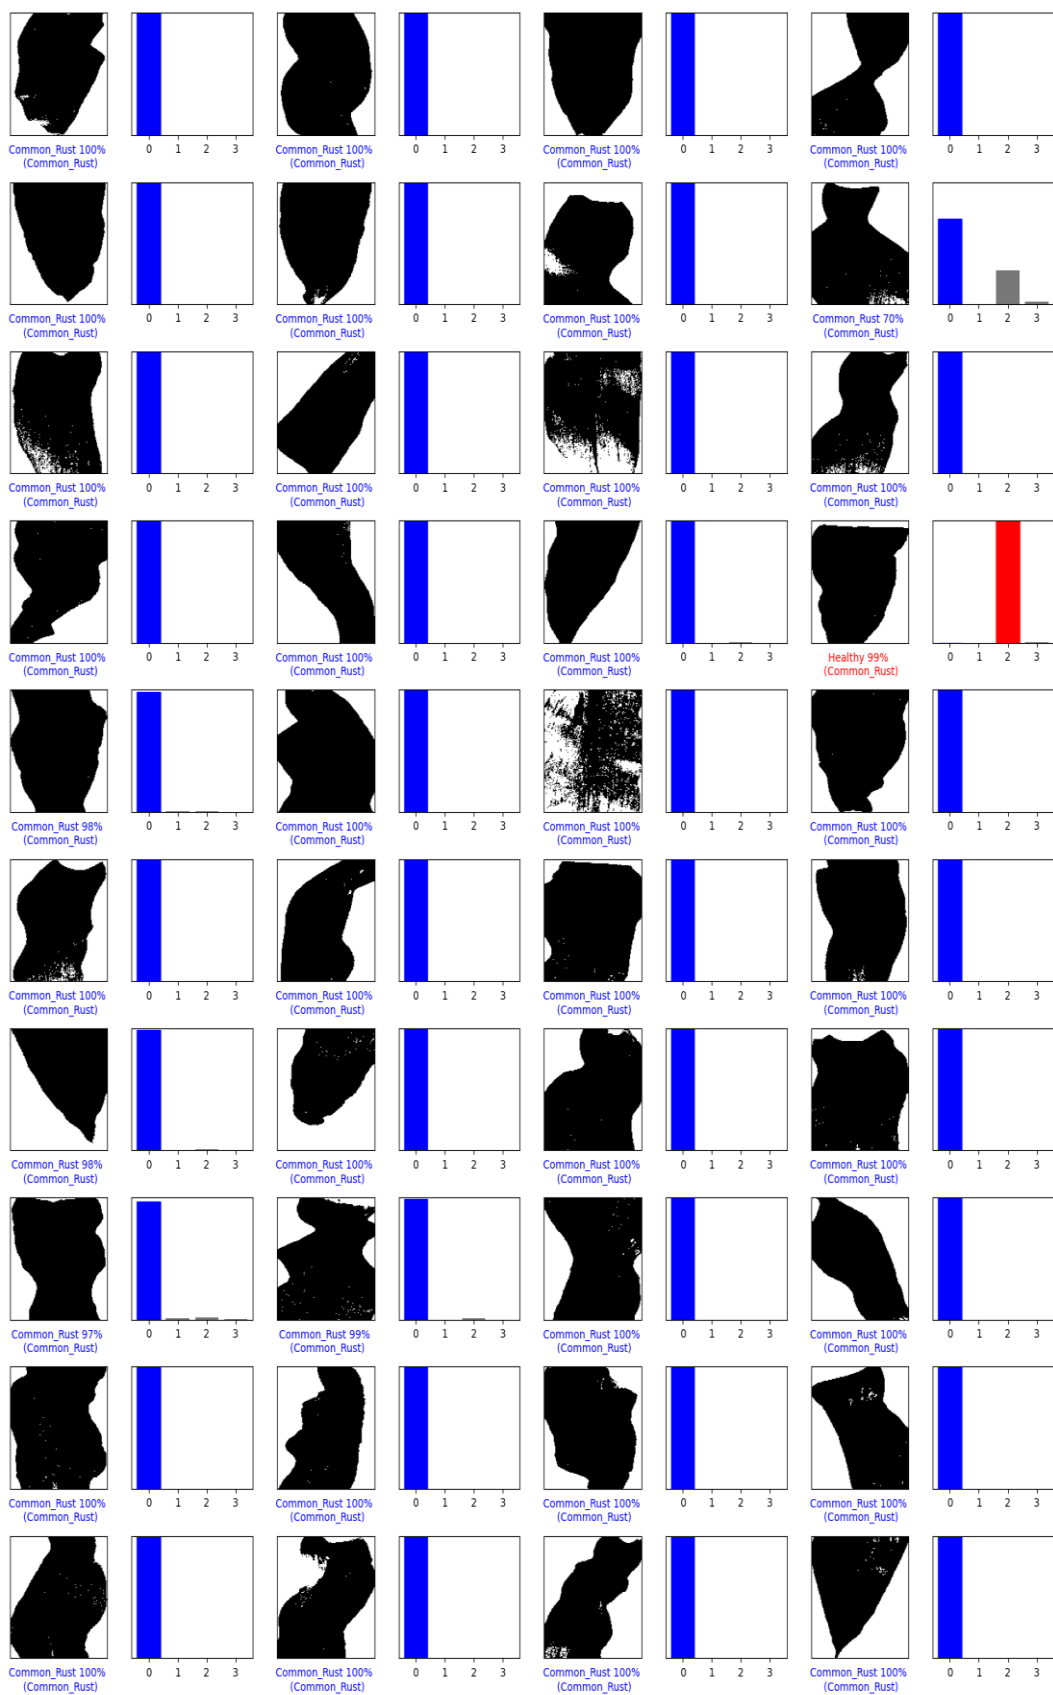 0 1 2 3 0 1 2 3 0 1 2 3 0 1 2 3
Common_Rust 100% Common_Rust 100% Common_Rust 100% Common_Rust 100%
(Common_Rust) (Common_Rust) (Common_Rust) (Common_Rust)
0 1 2 3 0 1 2 3 0 1 2 3 0 1 2 3
Common_Rust 100% Common_Rust 100% Common_Rust 100% Common_Rust 70%
(Common_Rust) (Common_Rust) (Common_Rust) (Common_Rust)
0 1 2 3 0 1 2 3 0 1 2 3 0 1 2 3
Common_Rust 100% Common_Rust 100% Common_Rust 100% Common_Rust 100%
(Common_Rust) (Common_Rust) (Common_Rust) (Common_Rust)
0 1 2 3 0 1 2 3 0 1 2 3 0 1 2 3
Common_Rust 100% Common_Rust 100% Common_Rust 100% Healthy 99%
(Common_Rust) (Common_Rust) (Common_Rust) (Common_Rust)
0 1 2 3 0 1 2 3 0 1 2 3 0 1 2 3
Common_Rust 98% Common_Rust 100% Common_Rust 100% Common_Rust 100%
(Common_Rust) (Common_Rust) (Common_Rust) (Common_Rust)
0 1 2 3 0 1 2 3 0 1 2 3 0 1 2 3
Common_Rust 100% Common_Rust 100% Common_Rust 100% Common_Rust 100%
(Common_Rust) (Common_Rust) (Common_Rust) (Common_Rust)
0 1 2 3 0 1 2 3 0 1 2 3 0 1 2 3
Common_Rust 98% Common_Rust 100% Common_Rust 100% Common_Rust 100%
(Common_Rust) (Common_Rust) (Common_Rust) (Common_Rust)
0 1 2 3 0 1 2 3 0 1 2 3 0 1 2 3
Common_Rust 97% Common_Rust 99% Common_Rust 100% Common_Rust 100%
(Common_Rust) (Common_Rust) (Common_Rust) (Common_Rust)
0 1 2 3 0 1 2 3 0 1 2 3 0 1 2 3
Common_Rust 100% Common_Rust 100% Common_Rust 100% Common_Rust 100%
(Common_Rust) (Common_Rust) (Common_Rust) (Common_Rust)
0 1 2 3 0 1 2 3 0 1 2 3 0 1 2 3
Common_Rust 100% Common_Rust 100% Common_Rust 100% Common_Rust 100%
(Common_Rust) (Common_Rust) (Common_Rust) (Common_Rust)